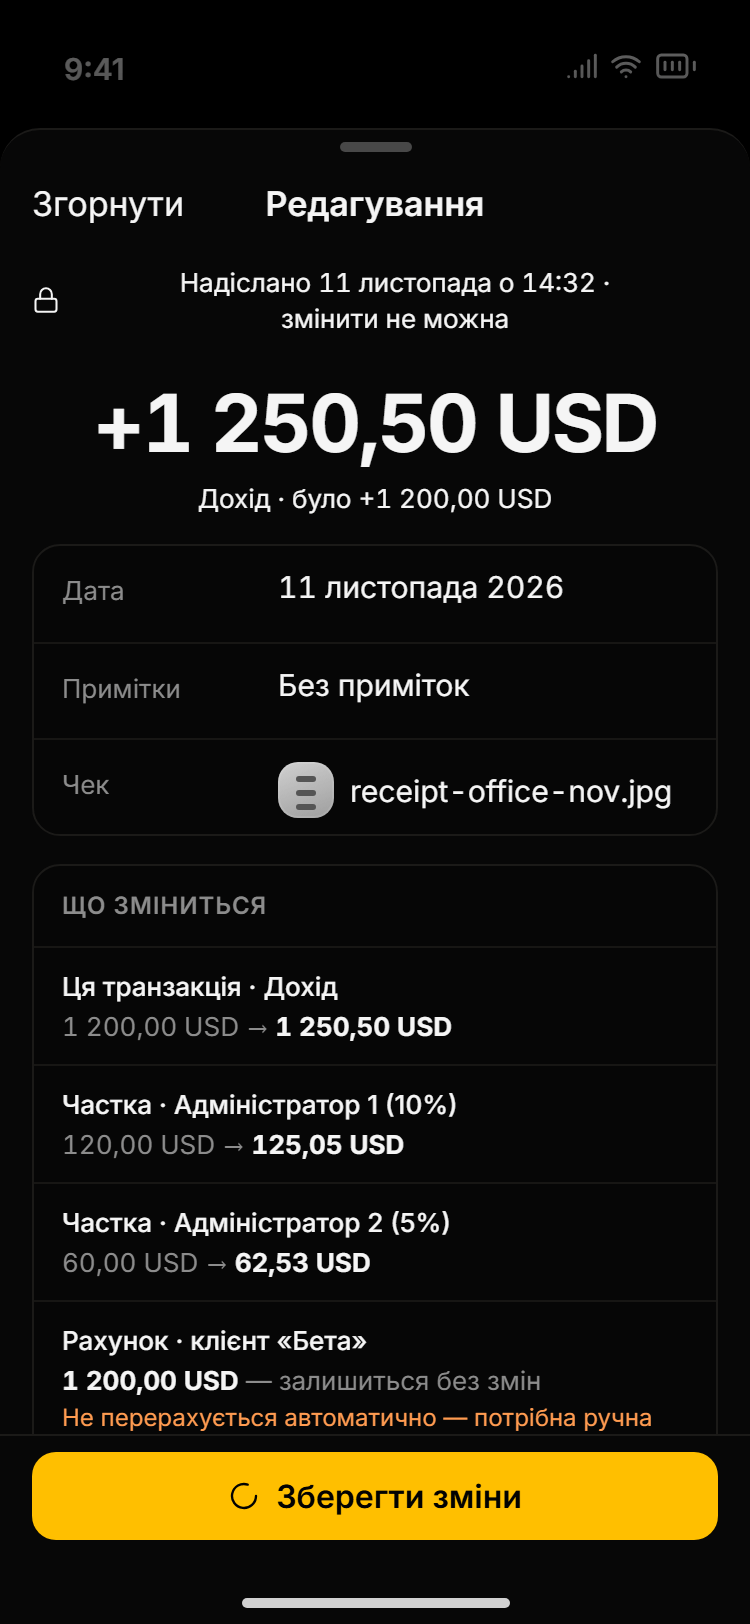 9:41
Згорнути
Редагування
Надіслано 11 листопада о 14:32 ·
змінити не можна
+1 250,50 USD
Дохід · було +1 200,00 USD
Дата
11 листопада 2026
Примітки
Без приміток
Чек
receipt-office-nov.jpg
ЩО ЗМІНИТЬСЯ
Ця транзакція · Дохід
1 200,00 USD → 1 250,50 USD
Частка · Адміністратор 1 (10%)
120,00 USD → 125,05 USD
Частка · Адміністратор 2 (5%)
60,00 USD → 62,53 USD
Рахунок · клієнт «Бета»
1 200,00 USD — залишиться без змін
Не перерахується автоматично — потрібна ручна
Зберегти зміни